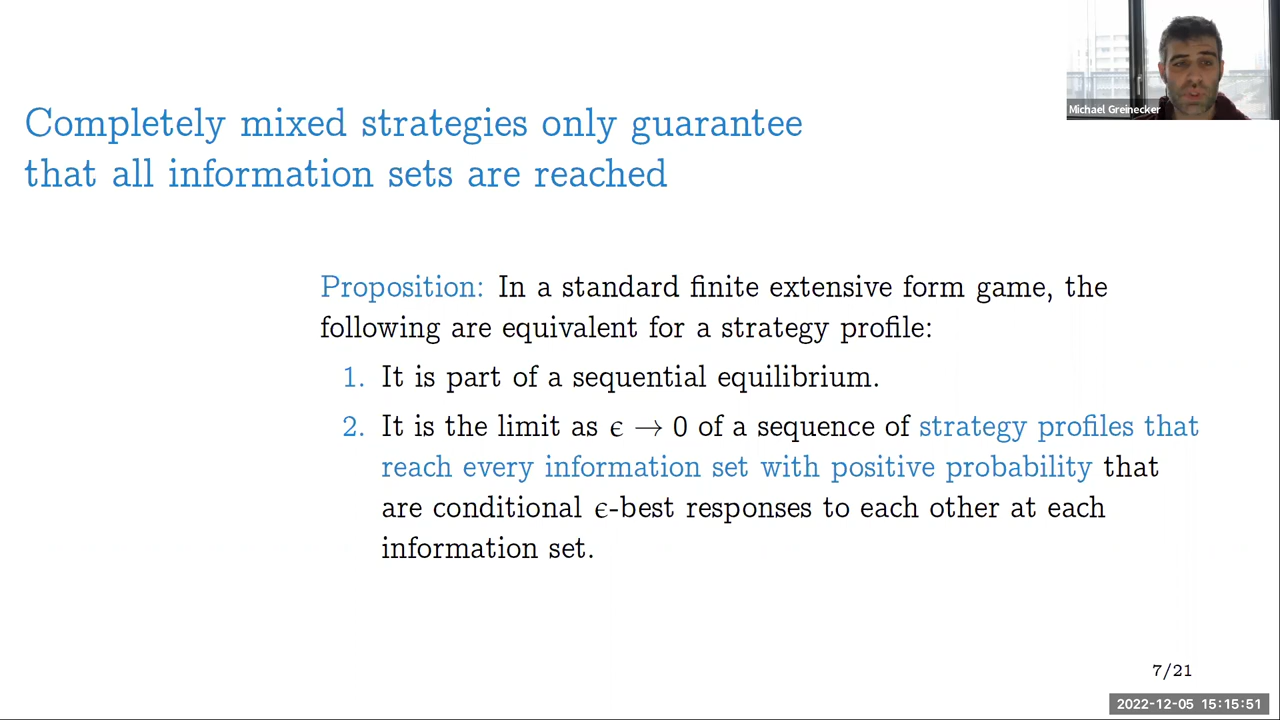 Michael Greinecker
Completely mixed strategies only guarantee
that all information sets are reached
Proposition: In a standard finite extensive form game, the
following are equivalent for a strategy profile:
1. It is part of a sequential equilibrium.
2. It is the limit as ϵ → 0 of a sequence of strategy profiles that
reach every information set with positive probability that
are conditional ϵ-best responses to each other at each
information set.
7/21
2022-12-05 15:15:51